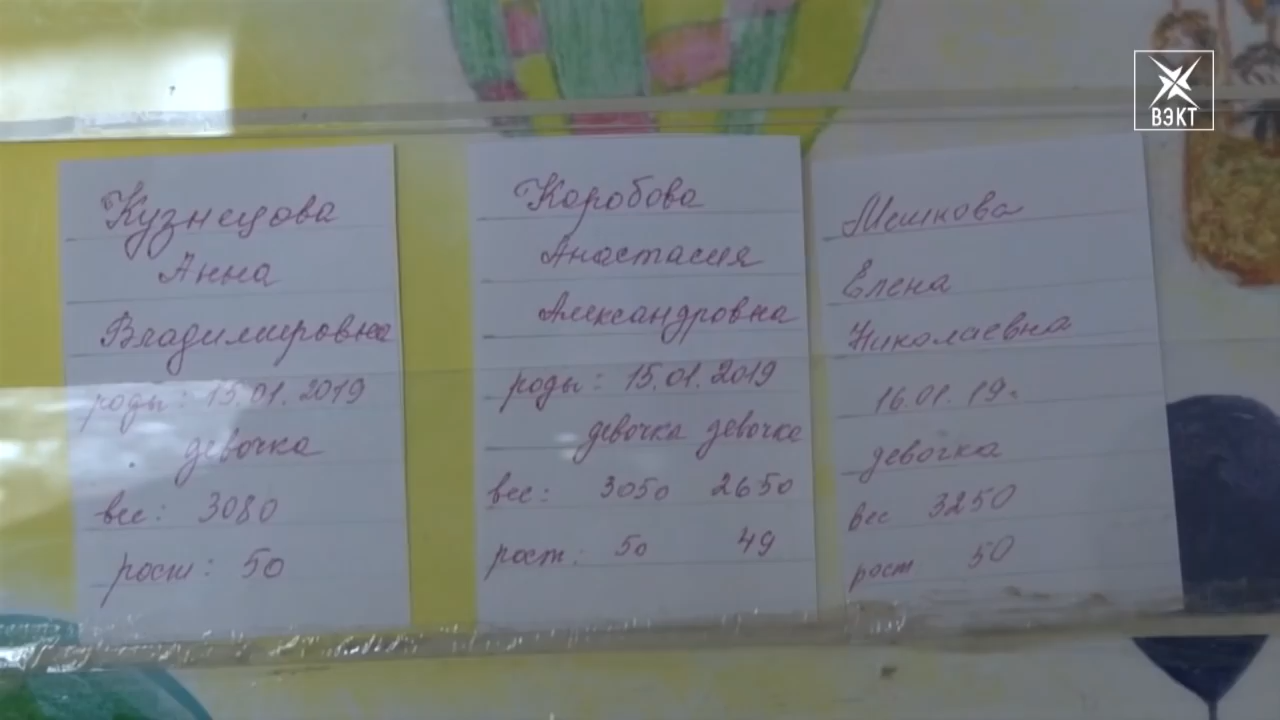 ВЭКТ
Кузнецова
Анна
Владимировна
роды: 15.01.2019
девочка
вес: 3080
рост: 50
Коробова
Анастасия
Александровна
роды: 15.01.2019
девочка девочка
вес: 3050 2650
рост: 50 49
Мешкова
Елена
Николаевна
16.01.19г
девочка
вес 3250
рост 50